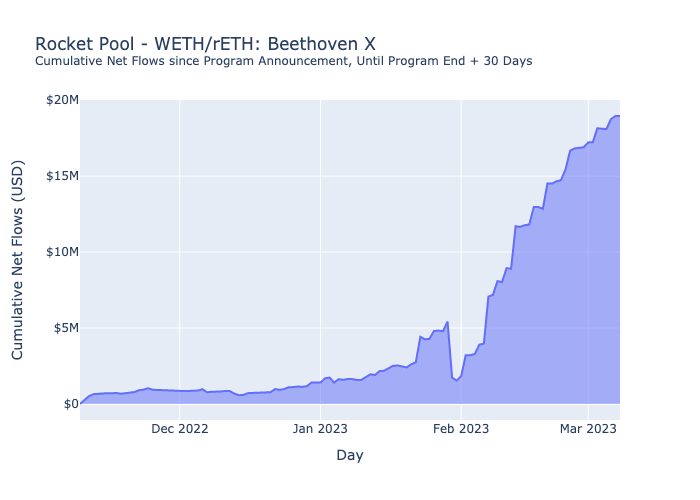 Rocket Pool - WETH/rETH: Beethoven X
Cumulative Net Flows since Program Announcement, Until Program End + 30 Days
Cumulative Net Flows (USD)
$20M
$15M
$10M
$5M
$0
Dec 2022
Jan 2023
Feb 2023
Mar 2023
Day